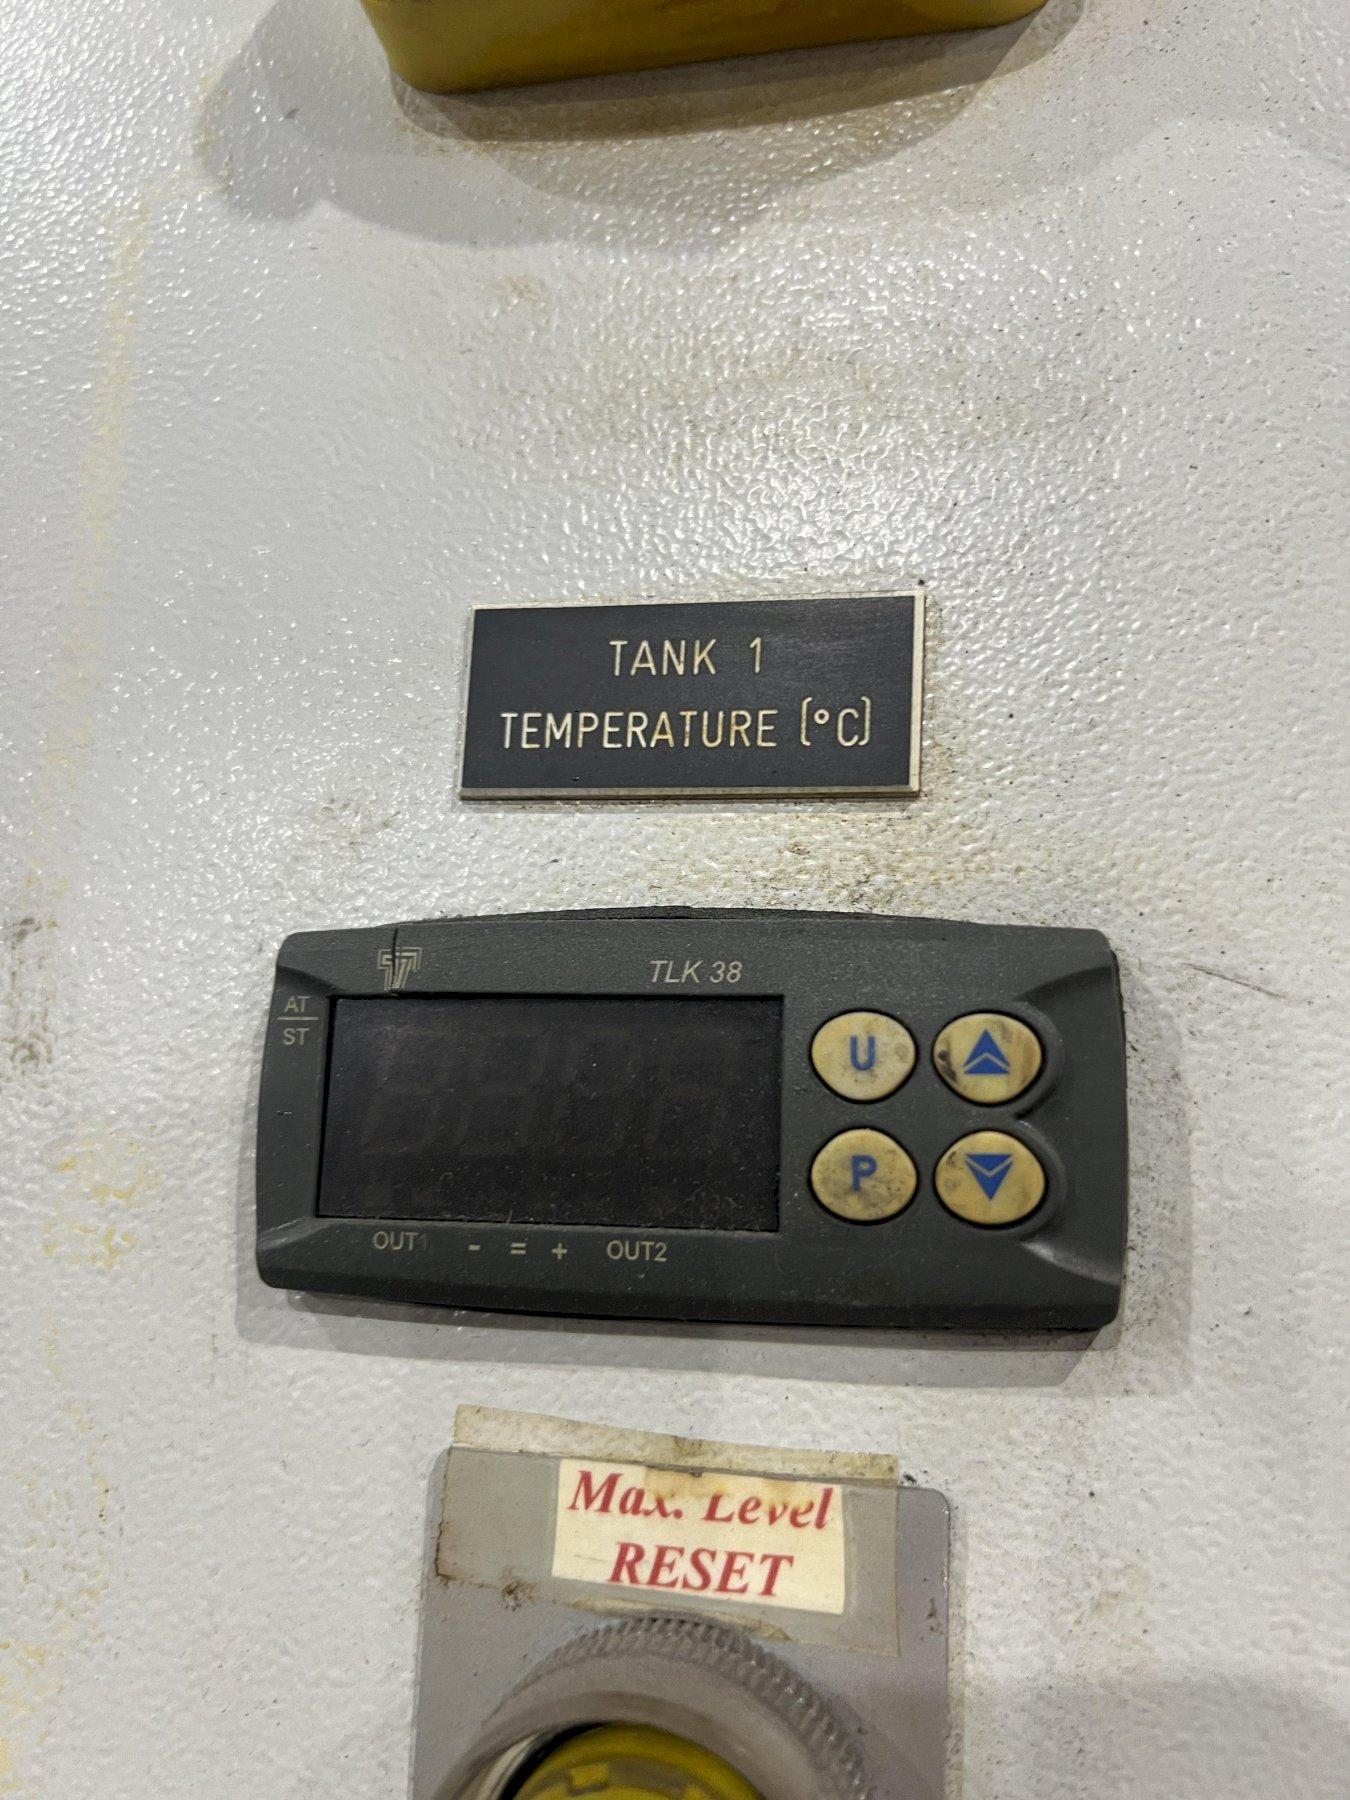 TANK 1
TEMPERATURE (°C)
TLK 38
AT
ST
U
P
OUT1 - = + OUT2
Max. Level
RESET